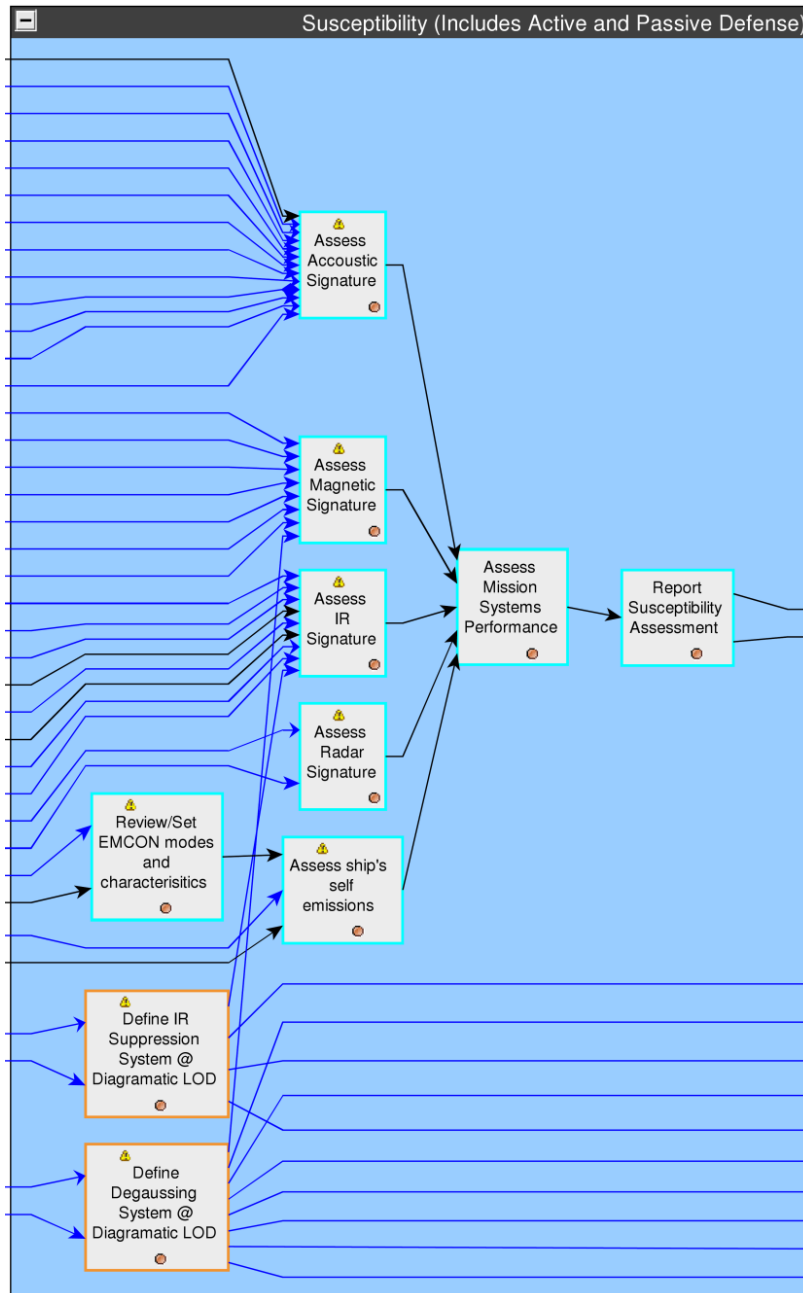 Susceptibility (Includes Active and Passive Defense)
Assess
Accoustic
Signature
Assess
Magnetic
Signature
Assess
IR
Signature
Assess
Mission
Systems
Performance
Report
Susceptibility
Assessment
Assess
Radar
Signature
Review/Set
EMCON modes
and
characterisitics
Assess ship's
self
emissions
Define IR
Suppression
System @
Diagramatic LOD
Define
Degaussing
System @
Diagramatic LOD